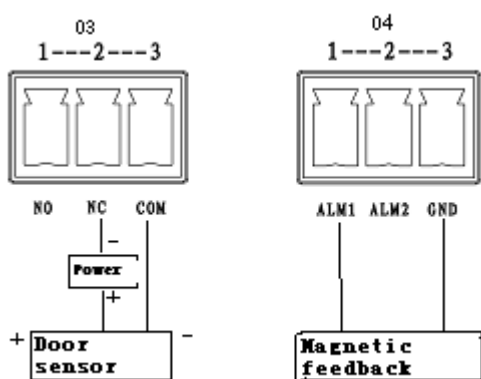 03
1---2---3
NO NC COM
-
Power
+
+ Door sensor -
04
1---2---3
ALM1 ALM2 GND
Magnetic
feedback